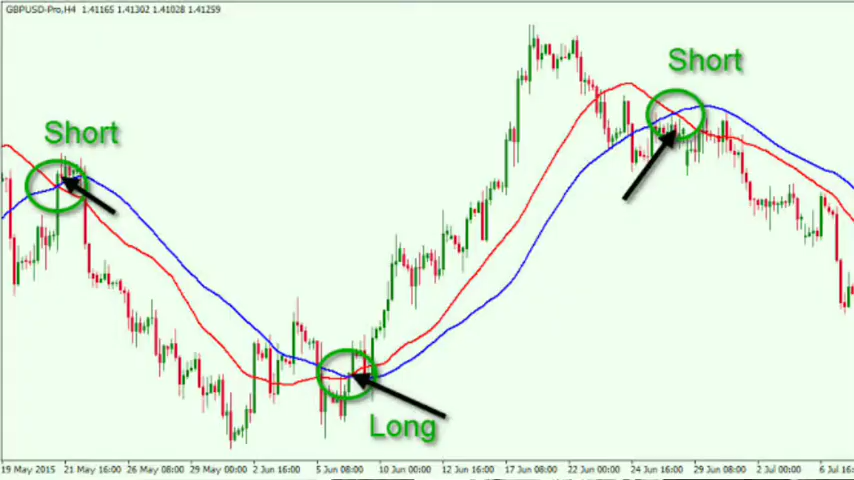 GBPUSD-Pro,H4 1.41165 1.41302 1.41028 1.41259
Short
Short
Long
19 May 2015 21 May 16:00 26 May 08:00 29 May 00:00 2 Jun 16:00 5 Jun 08:00 10 Jun 00:00 12 Jun 16:00 17 Jun 08:00 22 Jun 00:00 24 Jun 16:00 29 Jun 08:00 2 Jul 00:00 6 Jul 16: